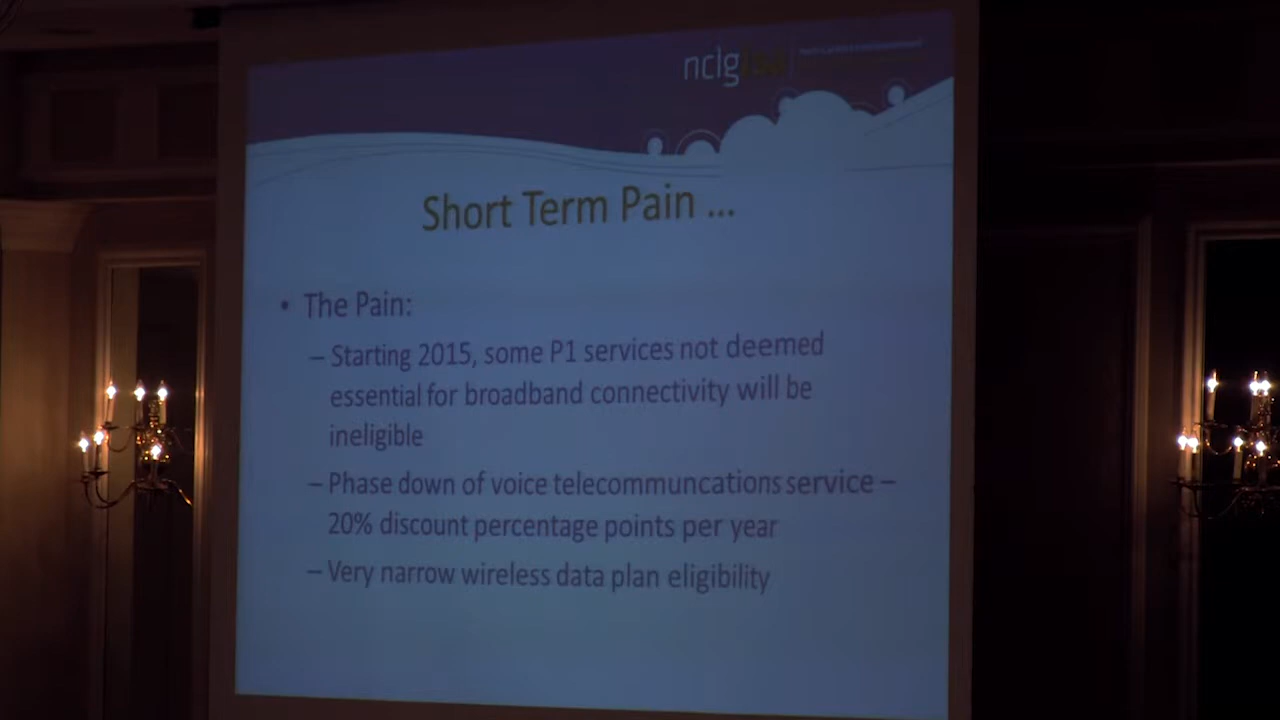 nclgisa
Short Term Pain ...
• The Pain:
– Starting 2015, some P1 services not deemed
essential for broadband connectivity will be
ineligible
– Phase down of voice telecommuncations service –
20% discount percentage points per year
– Very narrow wireless data plan eligibility